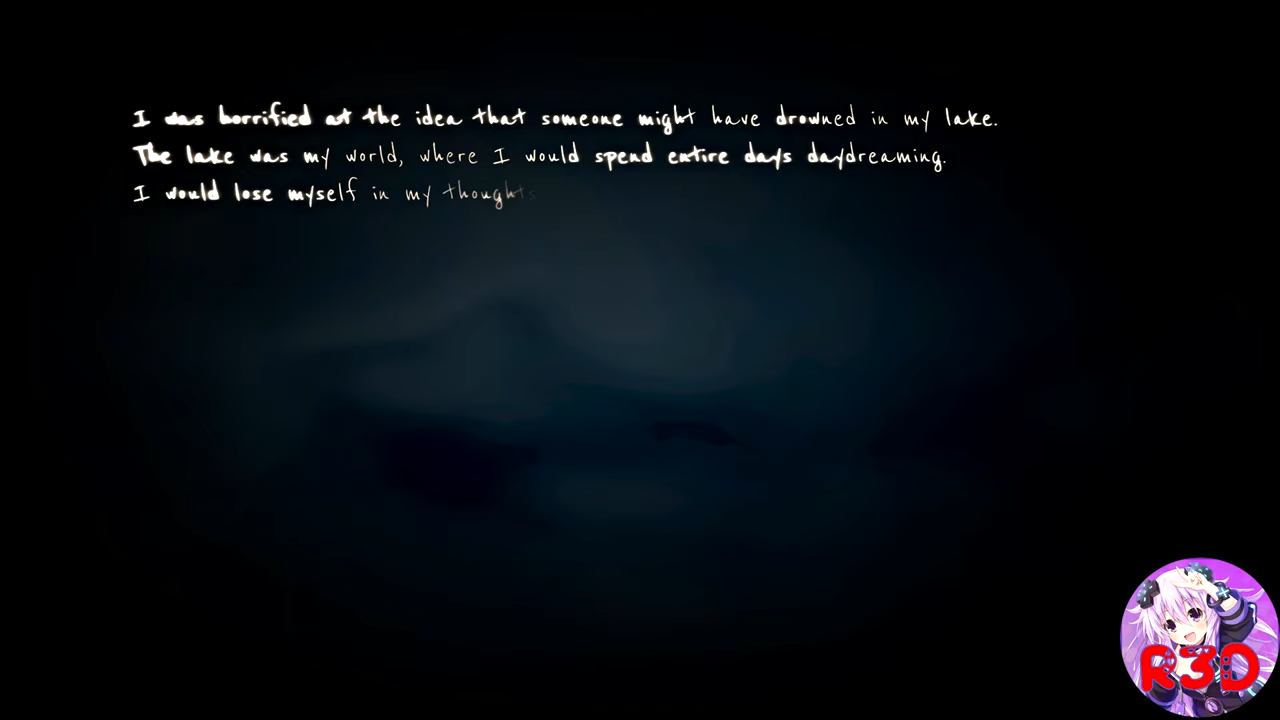 I was horrified at the idea that someone might have drowned in my lake.
The lake was my world, where I would spend entire days daydreaming.
I would lose myself in my thoughts
R3D